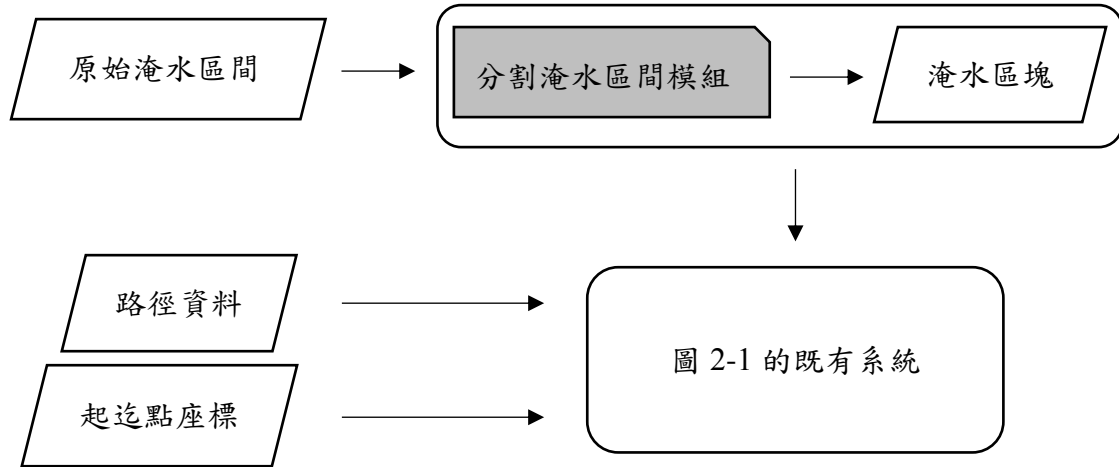 原始淹水區間
分割淹水區間模組
淹水區塊
路徑資料
起迄點座標
圖 2-1 的既有系統